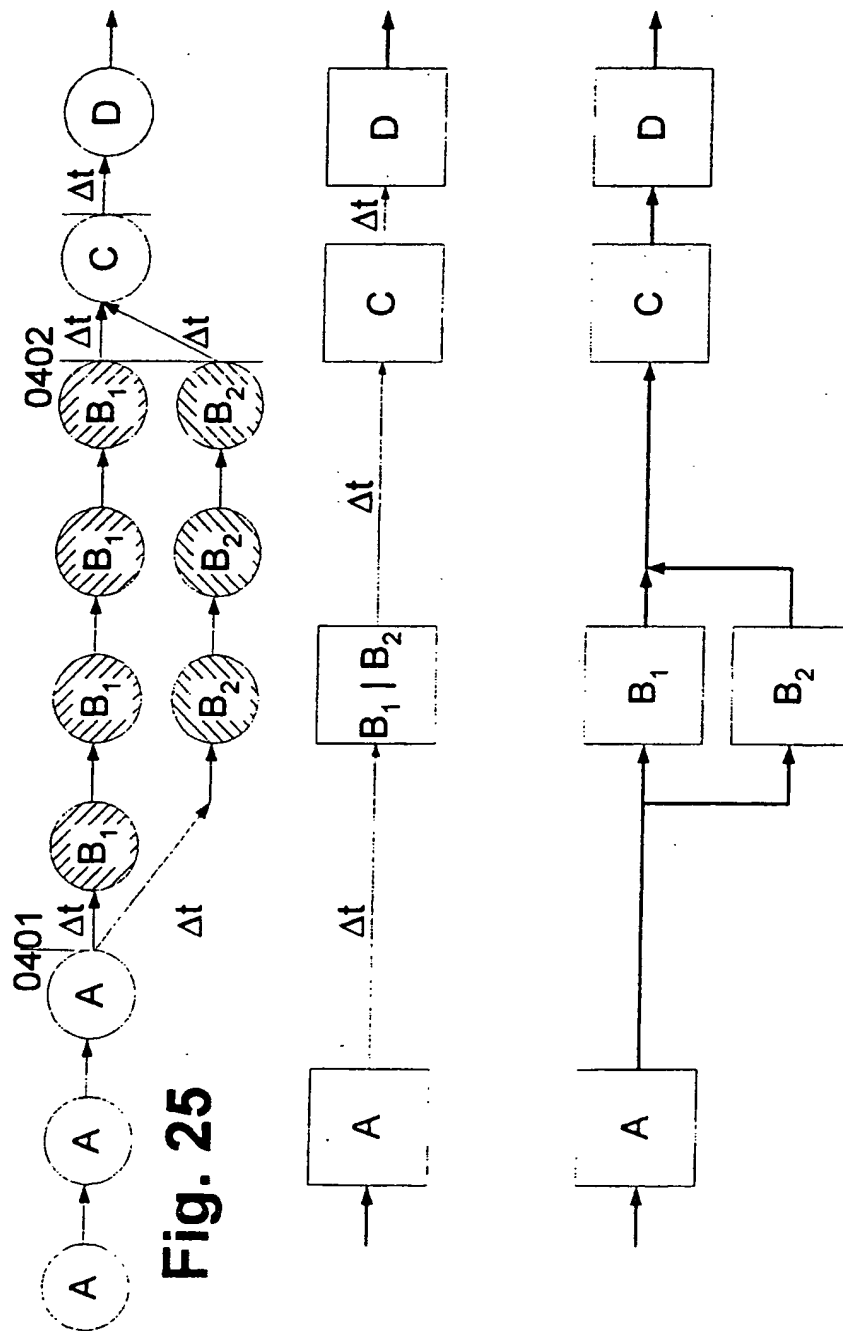 0401
0402
A
A
A
Δt
B₁
B₁
B₁
B₁
Δt
C
Δt
D
Δt
B₂
B₂
B₂
Δt
Fig. 25
A
Δt
B₁ | B₂
Δt
C
Δt
D
A
B₁
C
D
B₂